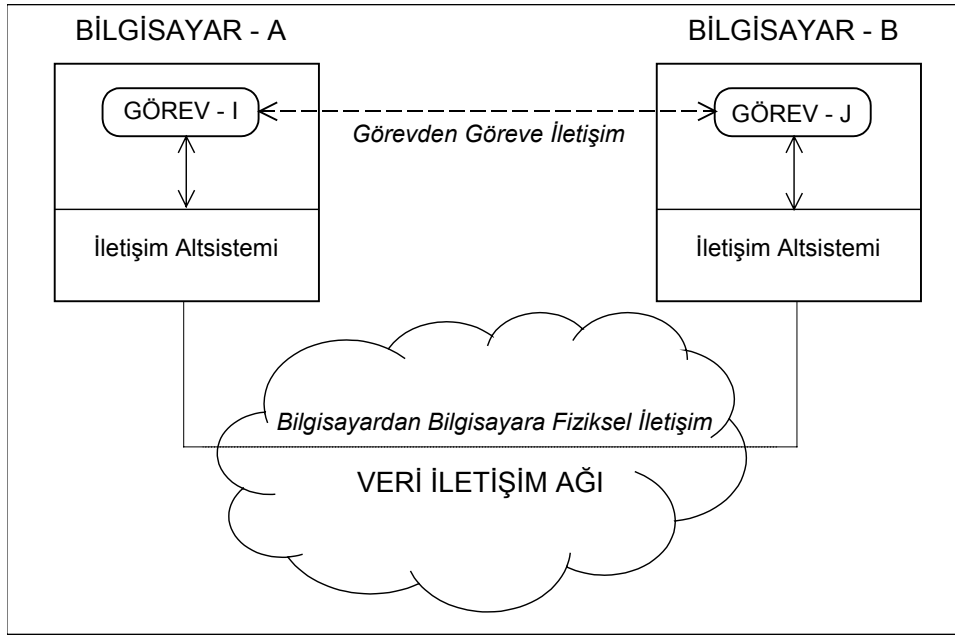 BİLGİSAYAR - A
BİLGİSAYAR - B
GÖREV - I
GÖREV - J
Görevden Göreve İletişim
İletişim Altsistemi
İletişim Altsistemi
Bilgisayardan Bilgisayara Fiziksel İletişim
VERİ İLETİŞİM AĞI